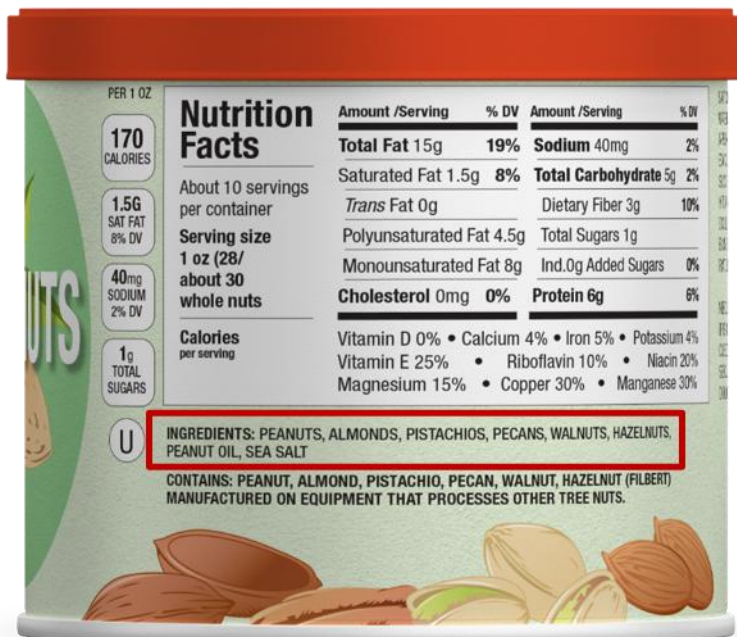 PER 1 OZ
170
CALORIES
1.5G
SAT FAT
8% DV
40mg
SODIUM
2% DV
1g
TOTAL
SUGARS
U
UTS
Nutrition
Facts
About 10 servings
per container
Serving size
1 oz (28/
about 30
whole nuts
Calories
per serving
Amount /Serving % DV Amount /Serving % DV
Total Fat 15g 19% Sodium 40mg 2%
Saturated Fat 1.5g 8% Total Carbohydrate 5g 2%
Trans Fat 0g Dietary Fiber 3g 10%
Polyunsaturated Fat 4.5g Total Sugars 1g
Monounsaturated Fat 8g Ind.0g Added Sugars 0%
Cholesterol 0mg 0% Protein 6g 6%
Vitamin D 0% • Calcium 4% • Iron 5% • Potassium 4%
Vitamin E 25% • Riboflavin 10% • Niacin 20%
Magnesium 15% • Copper 30% • Manganese 30%
INGREDIENTS: PEANUTS, ALMONDS, PISTACHIOS, PECANS, WALNUTS, HAZELNUTS,
PEANUT OIL, SEA SALT
CONTAINS: PEANUT, ALMOND, PISTACHIO, PECAN, WALNUT, HAZELNUT (FILBERT)
MANUFACTURED ON EQUIPMENT THAT PROCESSES OTHER TREE NUTS.